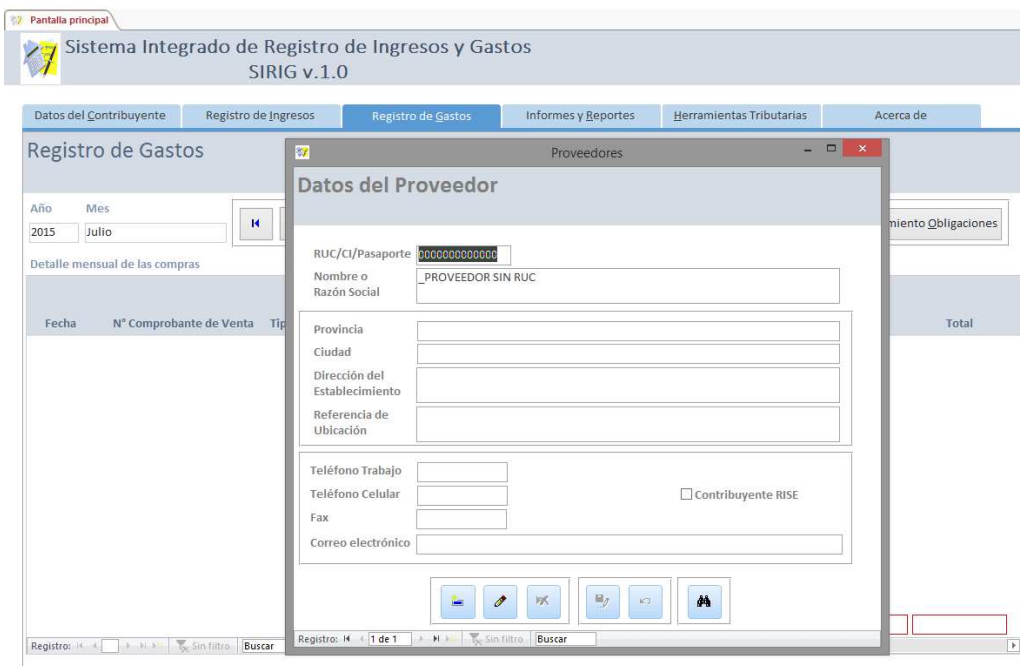 Pantalla principal
Sistema Integrado de Registro de Ingresos y Gastos
SIRIG v.1.0
Datos del Contribuyente
Registro de Ingresos
Registro de Gastos
Informes y Reportes
Herramientas Tributarias
Acerca de
Registro de Gastos
Año
Mes
2015
Julio
miento Obligaciones
Detalle mensual de las compras
Fecha
N° Comprobante de Venta
Tip
Total
Registro:
Sin filtro
Buscar
Proveedores
Datos del Proveedor
RUC/CI/Pasaporte
Nombre o
Razón Social
_PROVEEDOR SIN RUC
Provincia
Ciudad
Dirección del
Establecimiento
Referencia de
Ubicación
Teléfono Trabajo
Teléfono Celular
Contribuyente RISE
Fax
Correo electrónico
Registro:
1 de 1
Sin filtro
Buscar